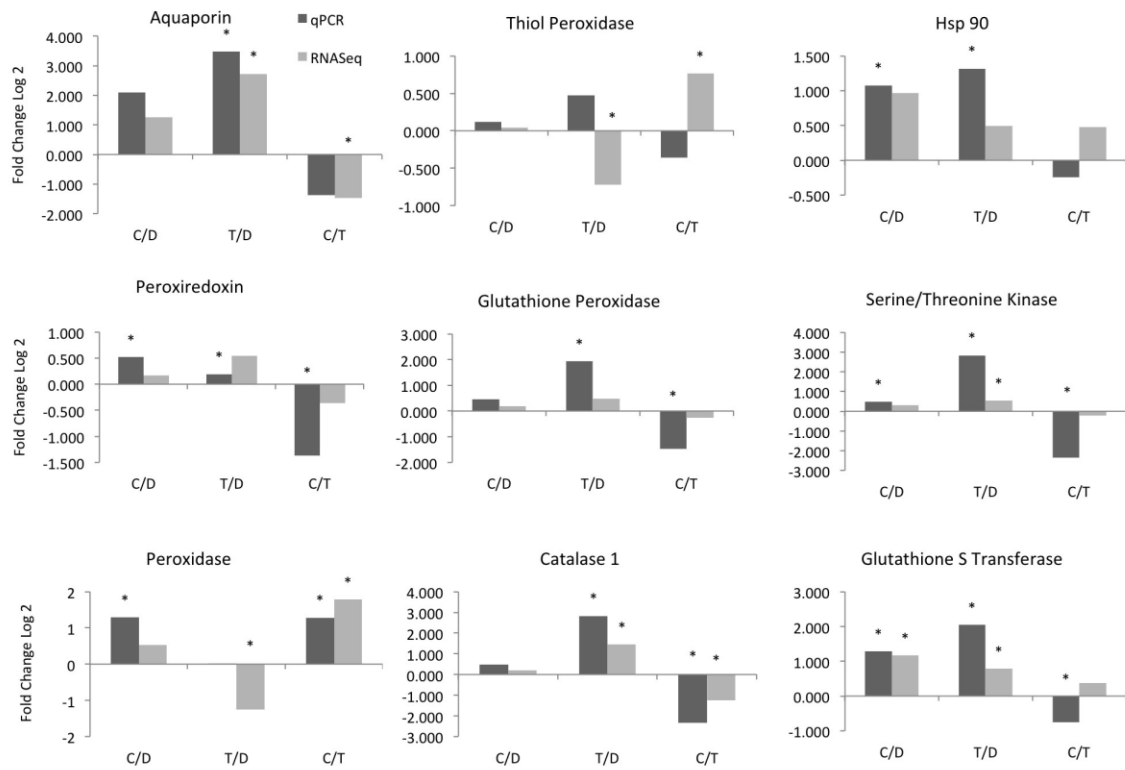 Aquaporin
qPCR
RNASeq
* * *
Fold Change Log 2
4.000
3.000
2.000
1.000
0.000
-1.000
-2.000
C/D T/D C/T
Thiol Peroxidase
* *
1.000
0.500
0.000
-0.500
-1.000
C/D T/D C/T
Hsp 90
* *
1.500
1.000
0.500
0.000
-0.500
C/D T/D C/T
Peroxiredoxin
* * *
Fold Change Log 2
1.000
0.500
0.000
-0.500
-1.000
-1.500
C/D T/D C/T
Glutathione Peroxidase
* *
3.000
2.000
1.000
0.000
-1.000
-2.000
C/D T/D C/T
Serine/Threonine Kinase
* * * *
4.000
3.000
2.000
1.000
0.000
-1.000
-2.000
-3.000
C/D T/D C/T
Peroxidase
* * * *
Fold Change Log 2
2
1
0
-1
-2
C/D T/D C/T
Catalase 1
* * * *
4.000
3.000
2.000
1.000
0.000
-1.000
-2.000
-3.000
C/D T/D C/T
Glutathione S Transferase
* * * * *
3.000
2.000
1.000
0.000
-1.000
C/D T/D C/T